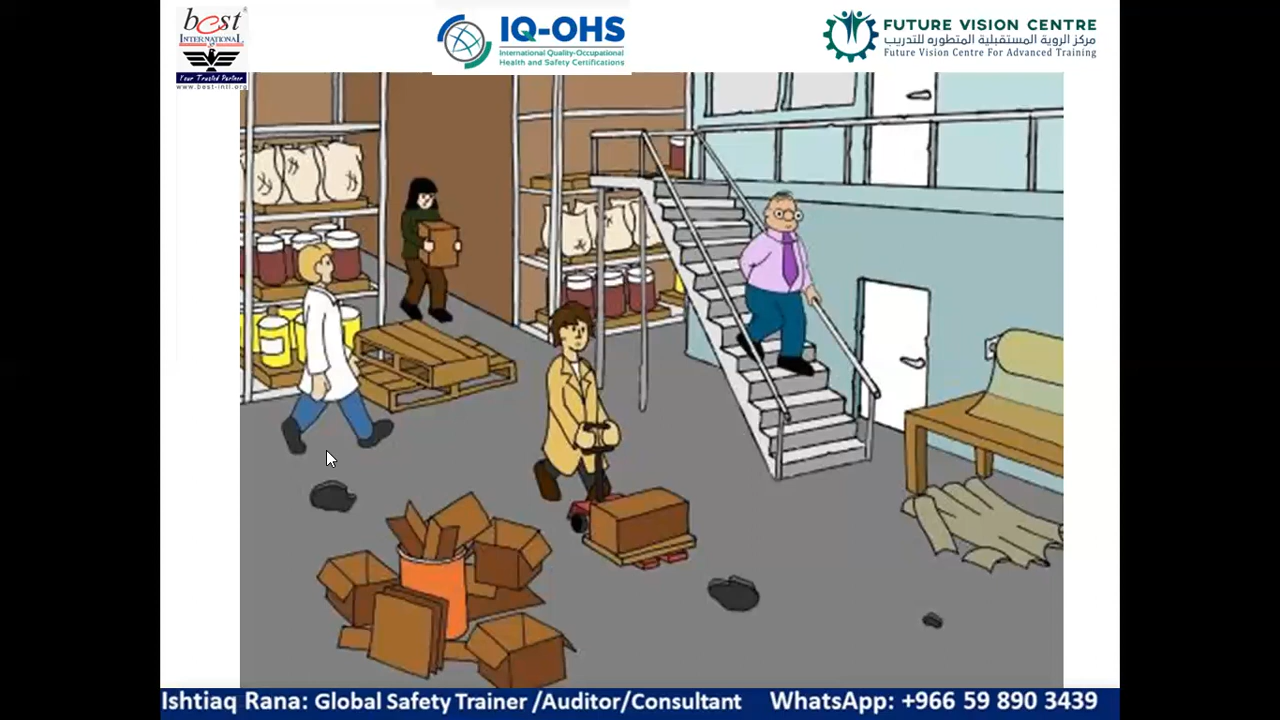 best
INTERNATIONAL
Your Trusted Partner
www.best-intl.org
IQ-OHS
International Quality-Occupational
Health and Safety Certifications
FUTURE VISION CENTRE
مركز الروية المستقبلية المتطوره للتدريب
Future Vision Centre For Advanced Training
Ishtiaq Rana: Global Safety Trainer /Auditor/Consultant WhatsApp: +966 59 890 3439